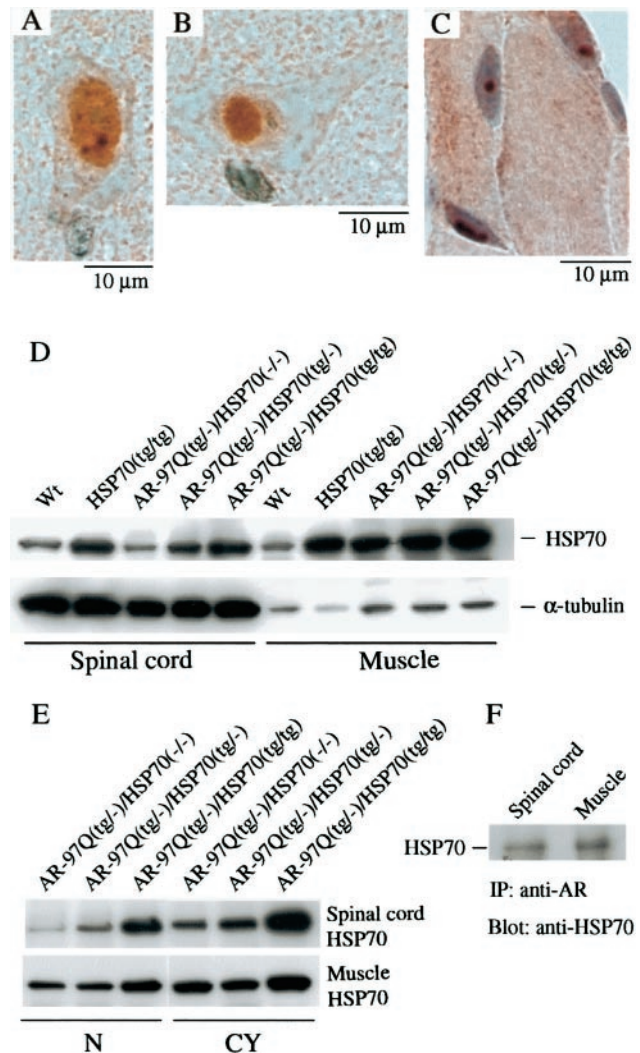 A
B
C
10 μm
10 μm
10 μm
D
Wt
HSP70(tg/tg)
AR-97Q(tg/-)/HSP70(-/-)
AR-97Q(tg/-)/HSP70(tg/-)
AR-97Q(tg/-)/HSP70(tg/tg)
Wt
HSP70(tg/tg)
AR-97Q(tg/-)/HSP70(-/-)
AR-97Q(tg/-)/HSP70(tg/-)
AR-97Q(tg/-)/HSP70(tg/tg)
– HSP70
– α-tubulin
Spinal cord
Muscle
E
AR-97Q(tg/-)/HSP70(-/-)
AR-97Q(tg/-)/HSP70(tg/-)
AR-97Q(tg/-)/HSP70(tg/tg)
AR-97Q(tg/-)/HSP70(-/-)
AR-97Q(tg/-)/HSP70(tg/-)
AR-97Q(tg/-)/HSP70(tg/tg)
Spinal cord
HSP70
Muscle
HSP70
N
CY
F
Spinal cord
Muscle
HSP70 –
IP: anti-AR
Blot: anti-HSP70